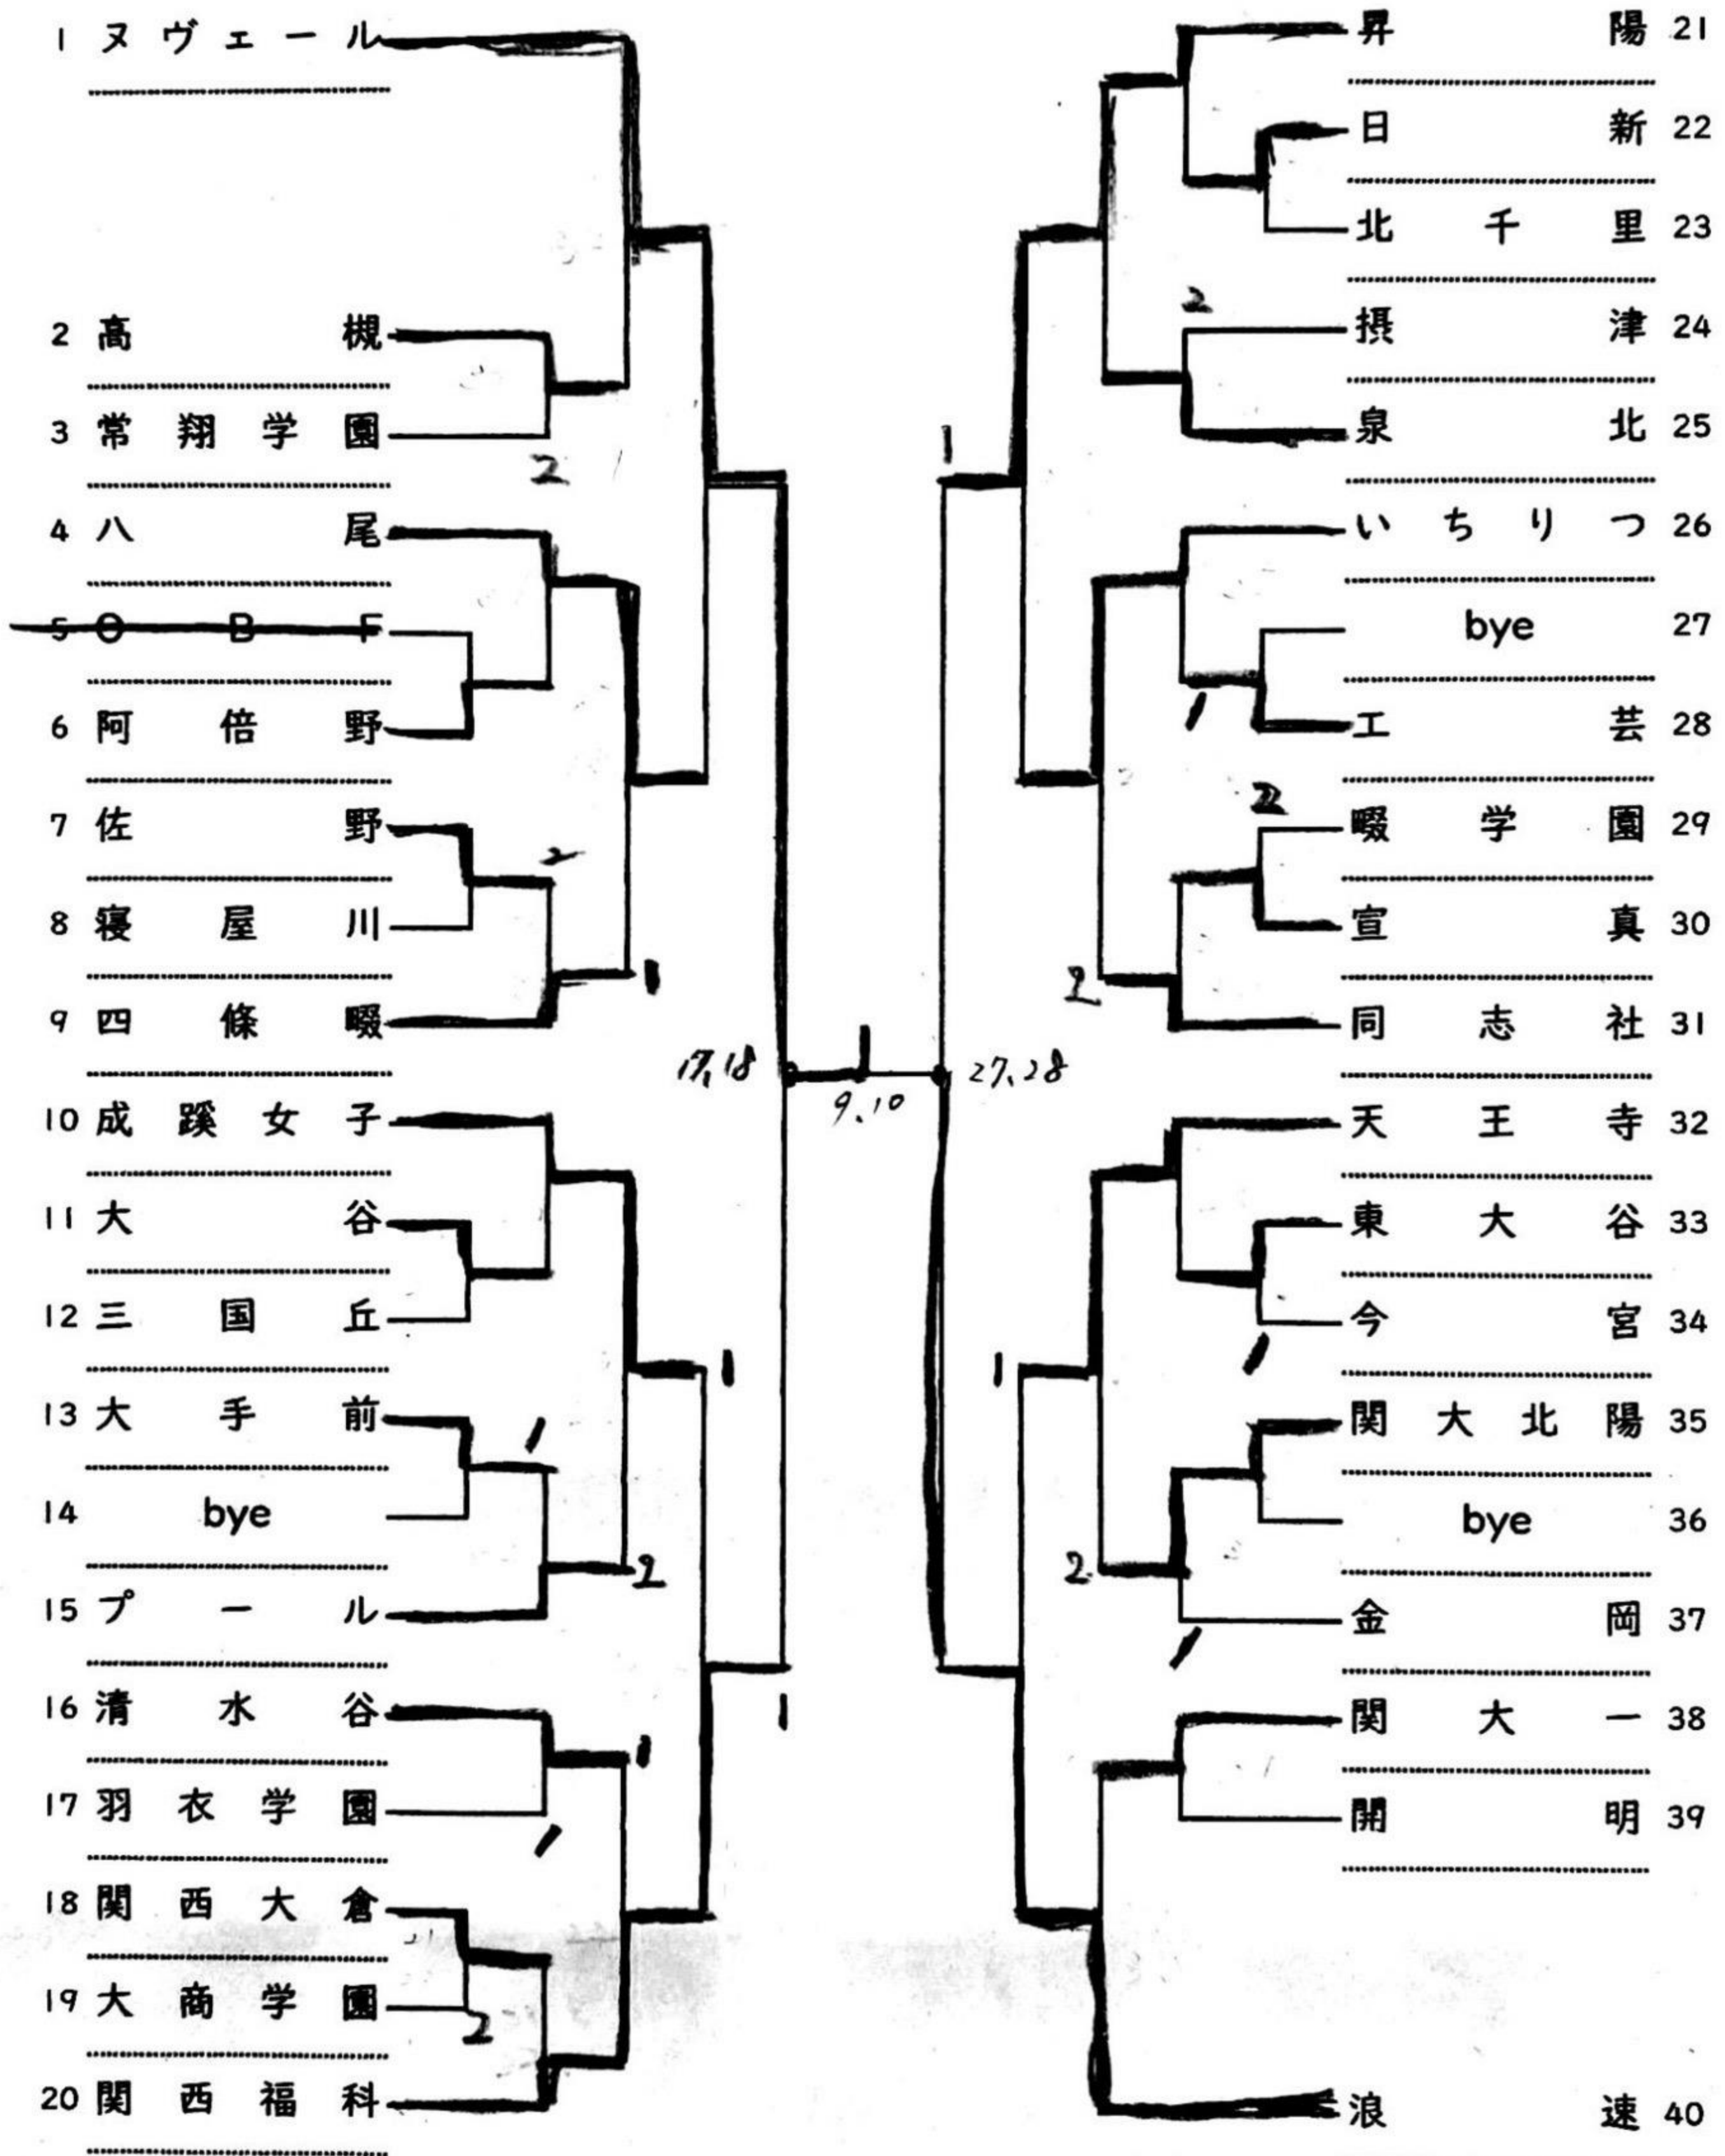 1 ヌヴェール
2 高槻
2
3 常翔学園
2
4 八尾
5 OBF
6 阿倍野
7 佐野
2
8 寝屋川
1
9 四條畷
17,18
10 成蹊女子
11 大谷
12 三国丘
1
13 大手前
1
14 bye
2
15 プール
16 清水谷
1
1
17 羽衣学園
1
18 関西大倉
19 大商学園
2
20 関西福科
9,10
昇陽 21
日新 22
北千里 23
2
摂津 24
泉北 25
1
いちりつ 26
bye 27
1
工芸 28
2
畷学園 29
宣真 30
2
同志社 31
27,28
天王寺 32
東大谷 33
今宮 34
1
1
関大北陽 35
bye 36
2
金岡 37
1
関大一 38
開明 39
浪速 40